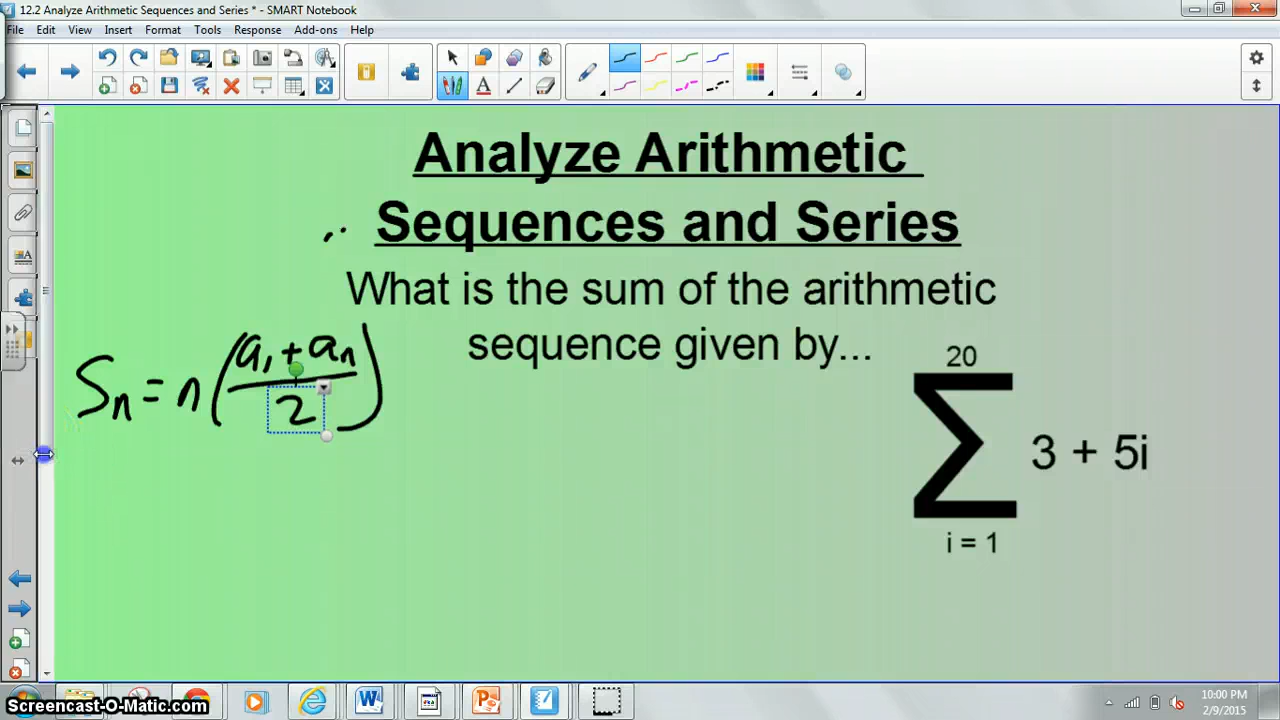 12.2 Analyze Arithmetic Sequences and Series * - SMART Notebook
File Edit View Insert Format Tools Response Add-ons Help
Analyze Arithmetic
Sequences and Series
What is the sum of the arithmetic
sequence given by...
Sn = n(a1 + an / 2)
20
∑ 3 + 5i
i = 1
Screencast-O-Matic.com
10:00 PM
2/9/2015